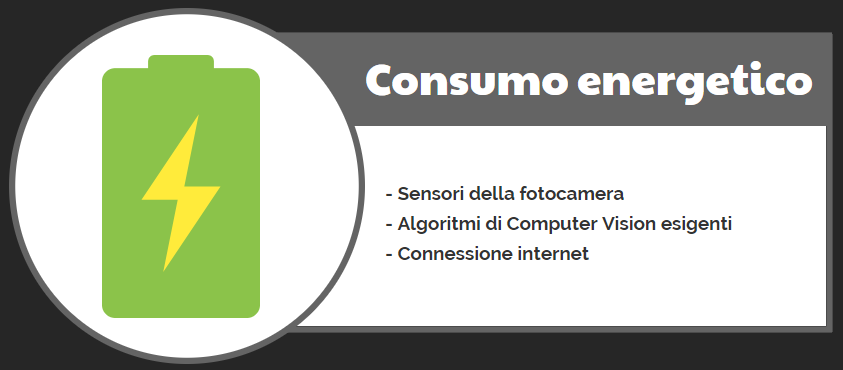 Consumo energetico
- Sensori della fotocamera
- Algoritmi di Computer Vision esigenti
- Connessione internet